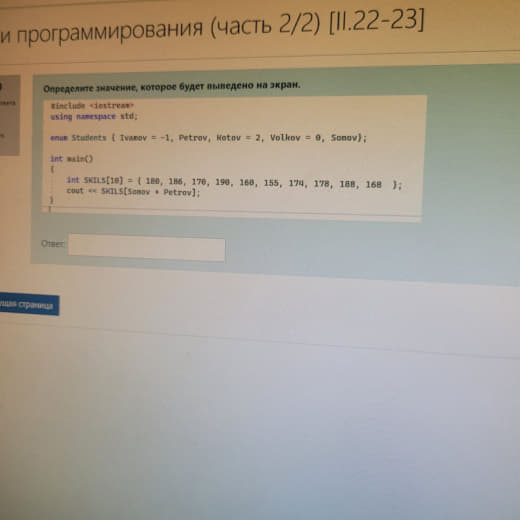 и программирования (часть 2/2) [II.22-23]
Определите значение, которое будет выведено на экран.
#include <iostream>
using namespace std;
enum Students { Ivanov = -1, Petrov, Kotov = 2, Volkov = 0, Somov};
int main()
{
int SKILS[10] = { 180, 186, 170, 190, 160, 155, 174, 178, 188, 168 };
cout << SKILS[Somov + Petrov];
}
Ответ:
щая страница